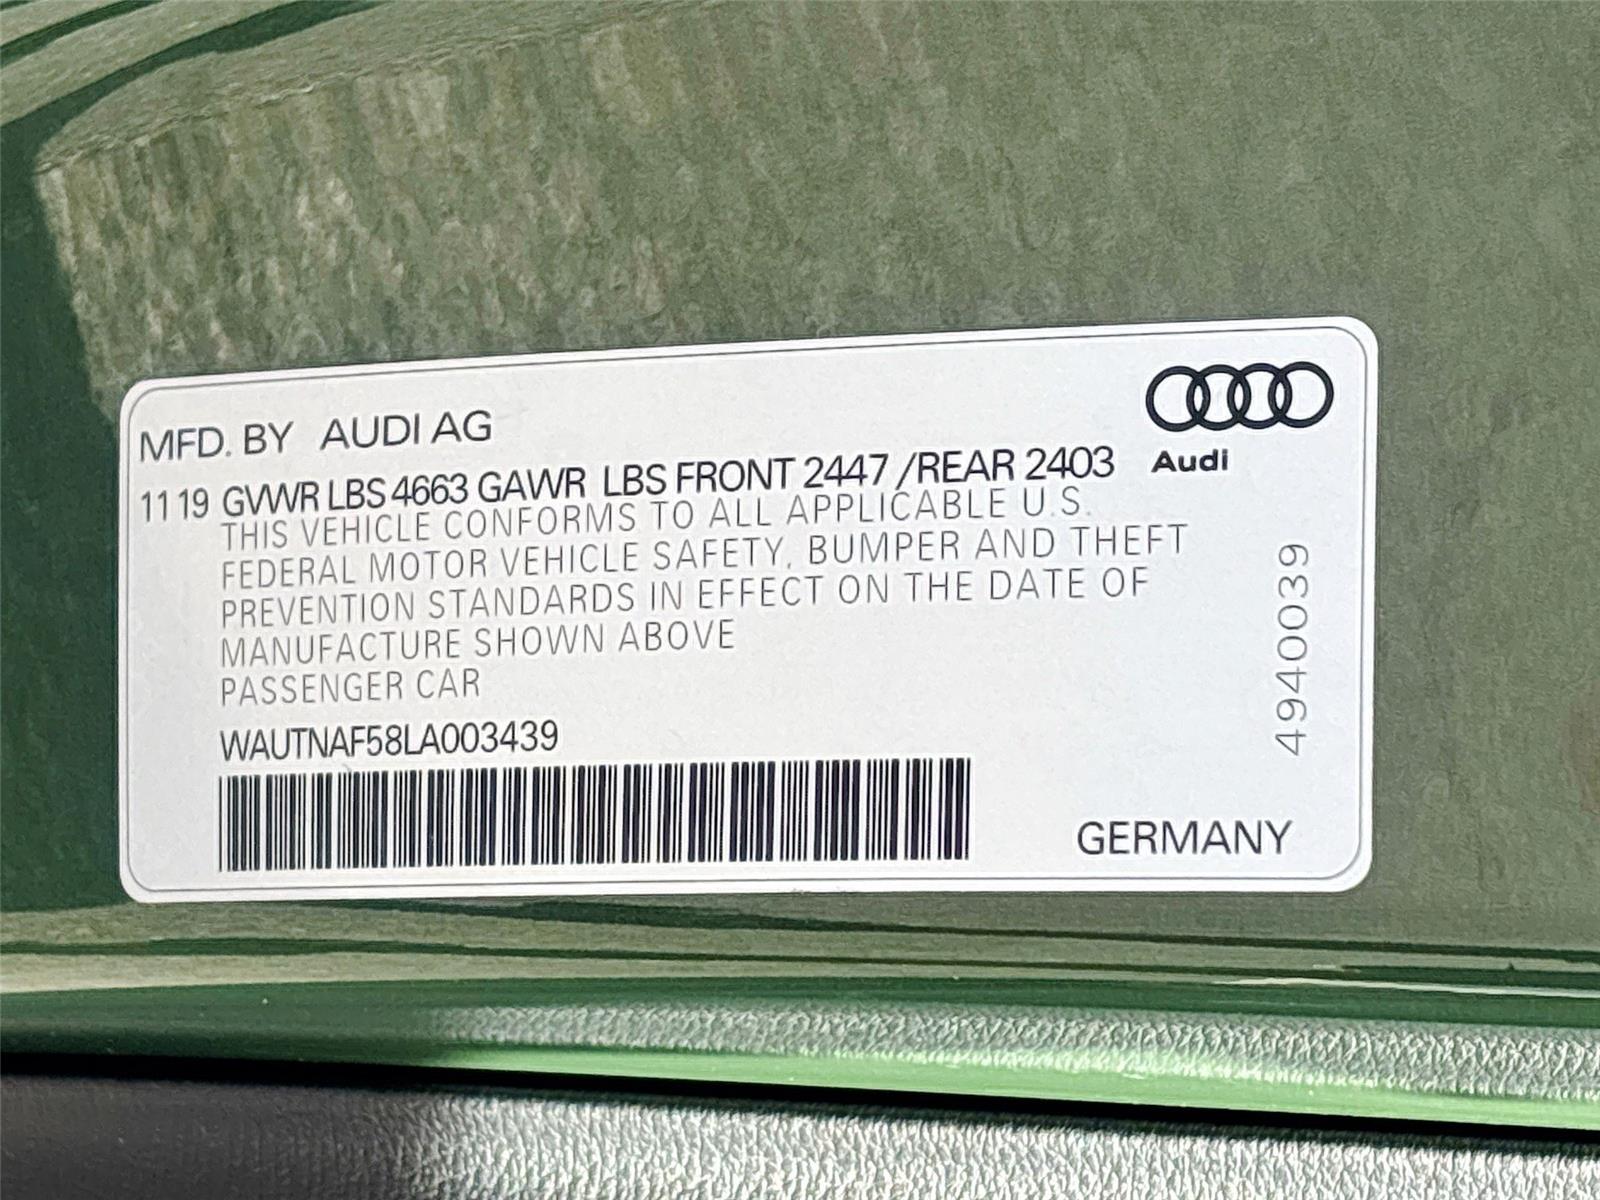 MFD. BY AUDI AG
11 19 GVWR LBS 4663 GAWR LBS FRONT 2447 /REAR 2403
THIS VEHICLE CONFORMS TO ALL APPLICABLE U.S.
FEDERAL MOTOR VEHICLE SAFETY, BUMPER AND THEFT
PREVENTION STANDARDS IN EFFECT ON THE DATE OF
MANUFACTURE SHOWN ABOVE
PASSENGER CAR
WAUTNAF58LA003439
Audi
4940039
GERMANY